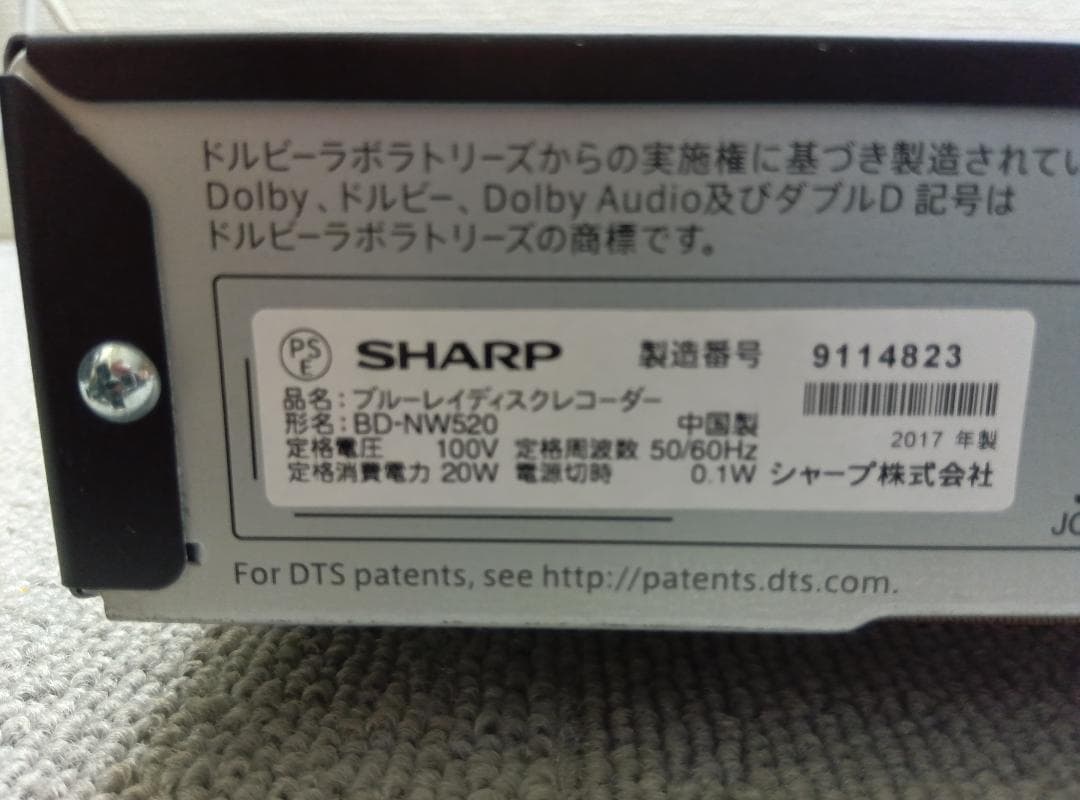 ドルビーラボラトリーズからの実施権に基づき製造されてい
Dolby、ドルビー、Dolby Audio及びダブルD 記号は
ドルビーラボラトリーズの商標です。
PS
E
SHARP 製造番号 9114823
品名：ブルーレイディスクレコーダー
形名：BD-NW520 中国製
2017 年製
定格電圧 100V 定格周波数 50/60Hz
定格消費電力 20W 電源切時 0.1W シャープ株式会社
JC
For DTS patents, see http://patents.dts.com.